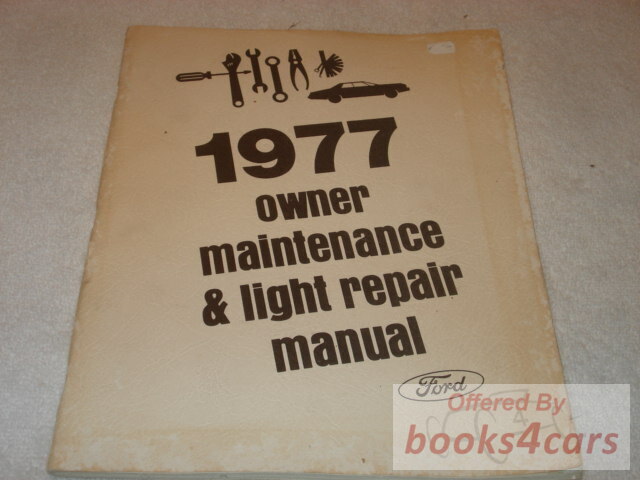 1977
owner
maintenance
& light repair
manual
Ford
Offered By
books4cars